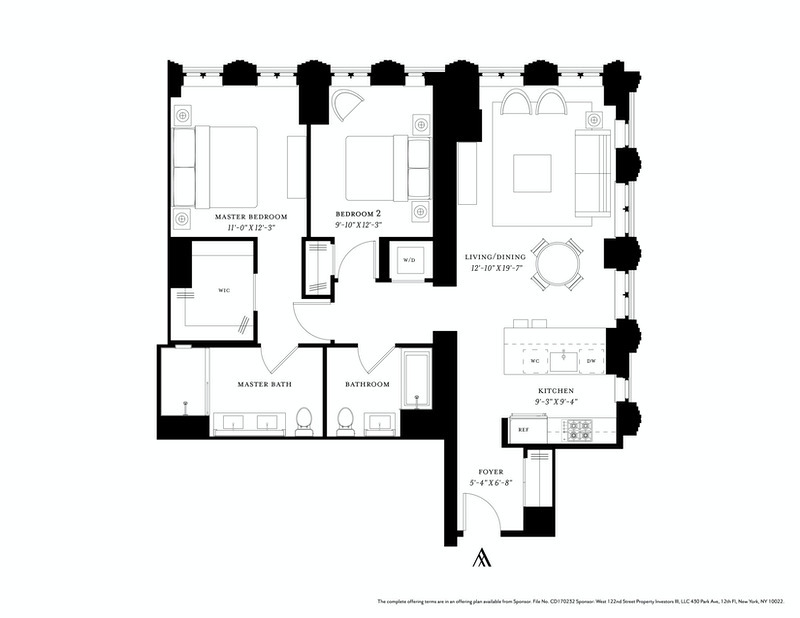 MASTER BEDROOM
11'-0" X 12'-3"
BEDROOM 2
9'-10" X 12'-3"
W/D
LIVING/DINING
12'-10" X 19'-7"
WIC
WC
DW
MASTER BATH
BATHROOM
KITCHEN
9'-3" X 9'-4"
REF
FOYER
5'-4" X 6'-8"
The complete offering terms are in an offering plan available from Sponsor. File No. CD170232 Sponsor: West 122nd Street Property Investors III, LLC 430 Park Ave, 12th Fl, New York, NY 10022.